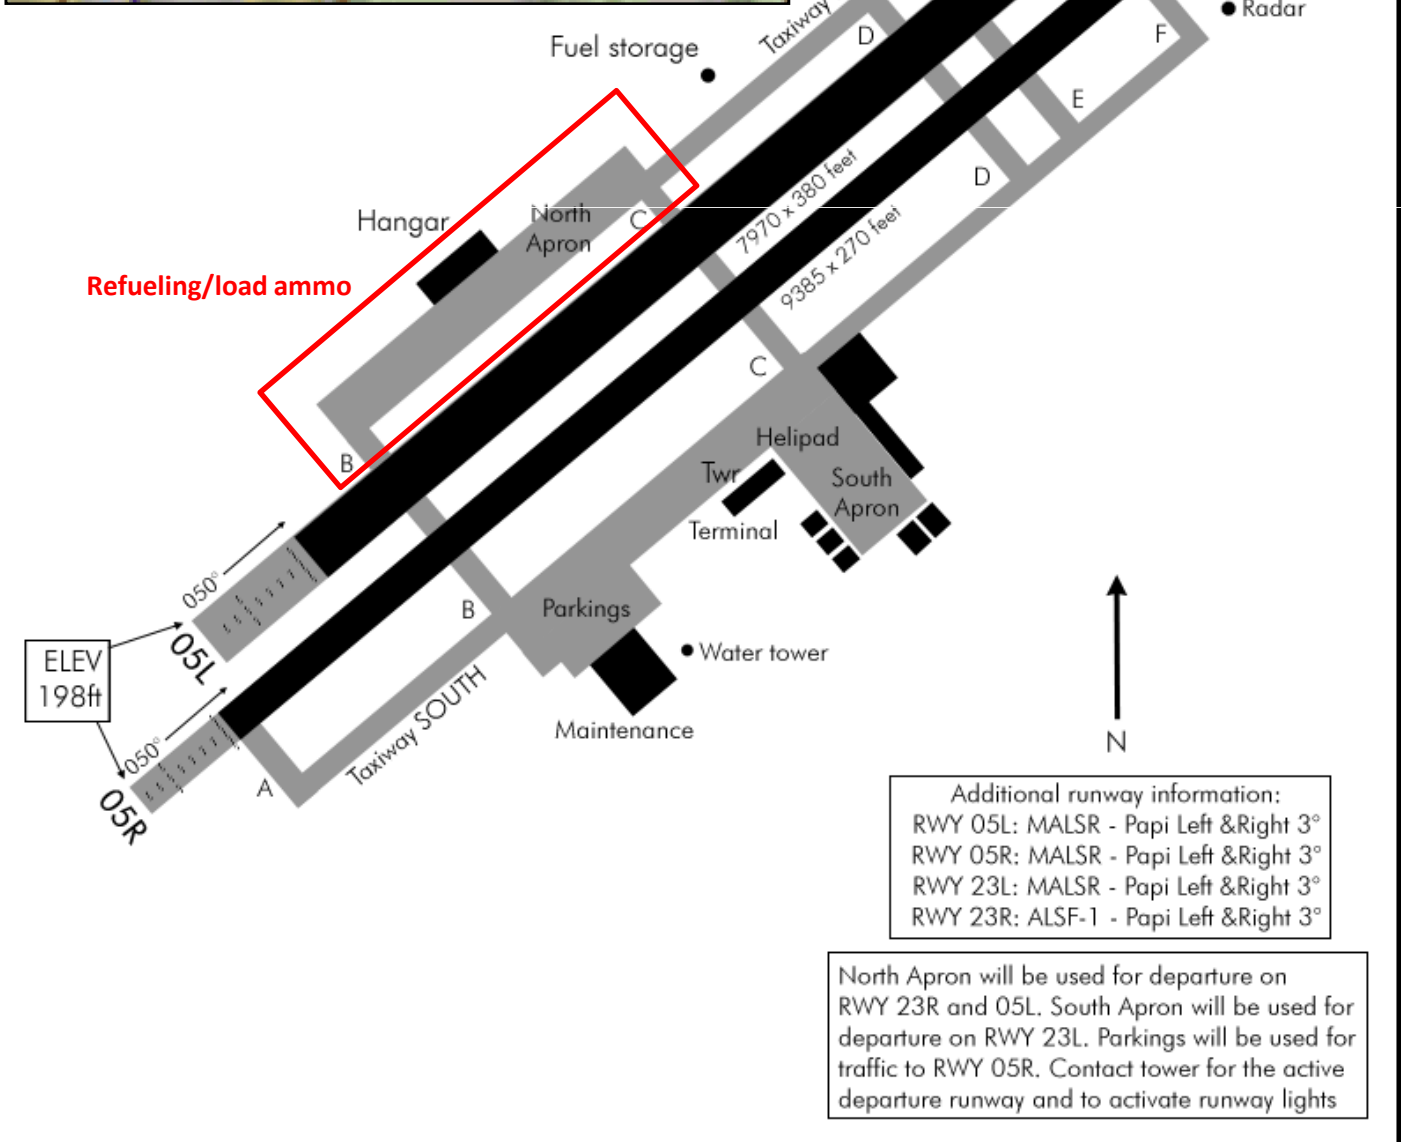 Radar
Taxiway
D
F
Fuel storage
E
7970 x 380 feet
D
North
Apron
C
Hangar
9385 x 270 feet
Refueling/load ammo
C
Helipad
B
Twr
South
Apron
Terminal
050°
05L
B
Parkings
ELEV
198ft
Water tower
Taxiway SOUTH
Maintenance
050°
A
05R
N
Additional runway information:
RWY 05L: MALSR - Papi Left &Right 3°
RWY 05R: MALSR - Papi Left &Right 3°
RWY 23L: MALSR - Papi Left &Right 3°
RWY 23R: ALSF-1 - Papi Left &Right 3°
North Apron will be used for departure on
RWY 23R and 05L. South Apron will be used for
departure on RWY 23L. Parkings will be used for
traffic to RWY 05R. Contact tower for the active
departure runway and to activate runway lights